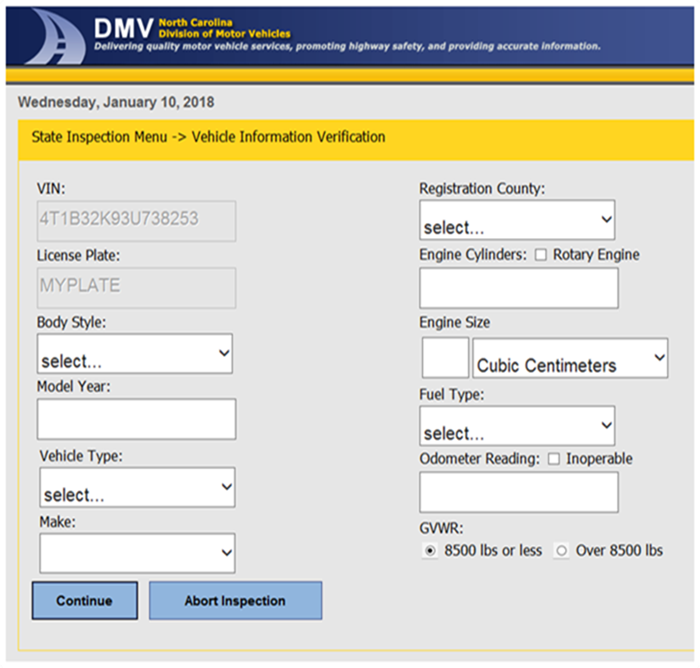 DMV North Carolina
Division of Motor Vehicles
Delivering quality motor vehicle services, promoting highway safety, and providing accurate information.
Wednesday, January 10, 2018
State Inspection Menu -> Vehicle Information Verification
VIN:
4T1B32K93U738253
License Plate:
MYPLATE
Body Style:
select...
Model Year:
Vehicle Type:
select...
Make:
Registration County:
select...
Engine Cylinders: Rotary Engine
Engine Size
Cubic Centimeters
Fuel Type:
select...
Odometer Reading: Inoperable
GVWR:
8500 lbs or less Over 8500 lbs
Continue Abort Inspection